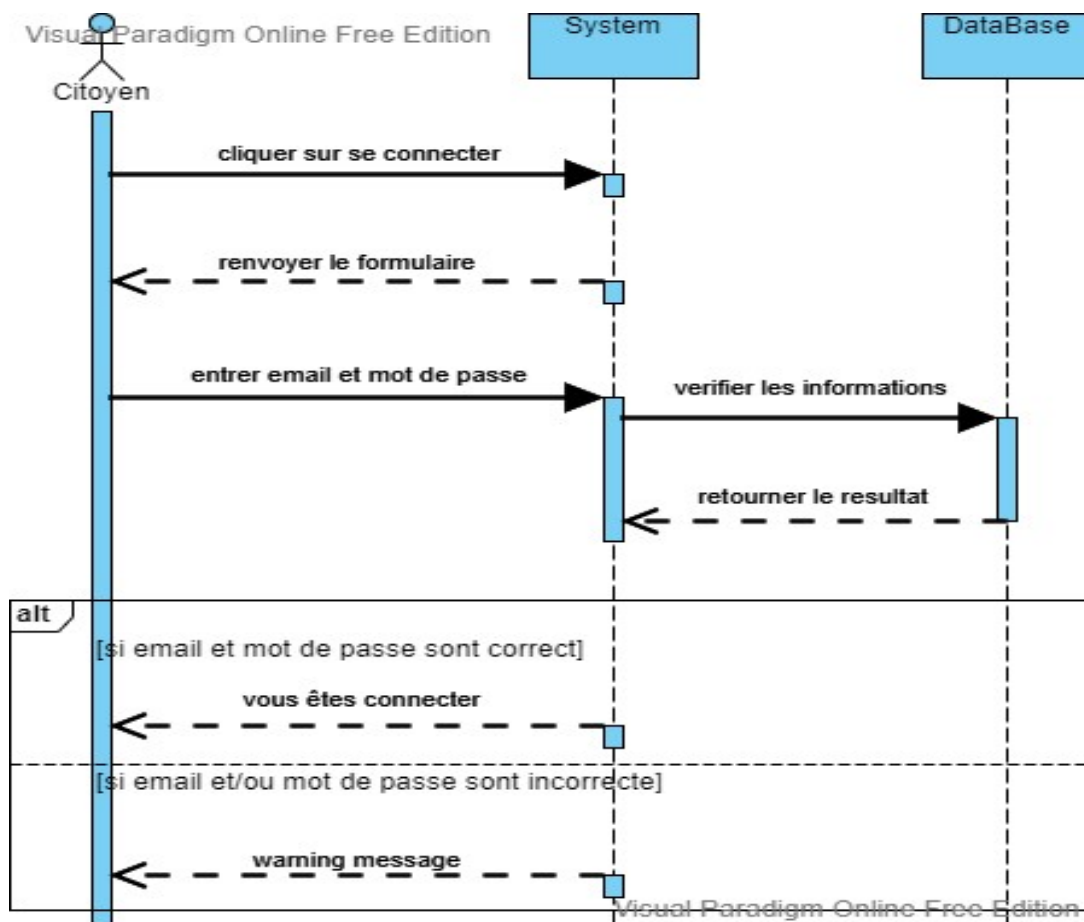 Visual Paradigm Online Free Edition
System
DataBase
Citoyen
cliquer sur se connecter
renvoyer le formulaire
entrer email et mot de passe
verifier les informations
retourner le resultat
alt
[si email et mot de passe sont correct]
vous êtes connecter
[si email et/ou mot de passe sont incorrecte]
warning message
Visual Paradigm Online Free Edition